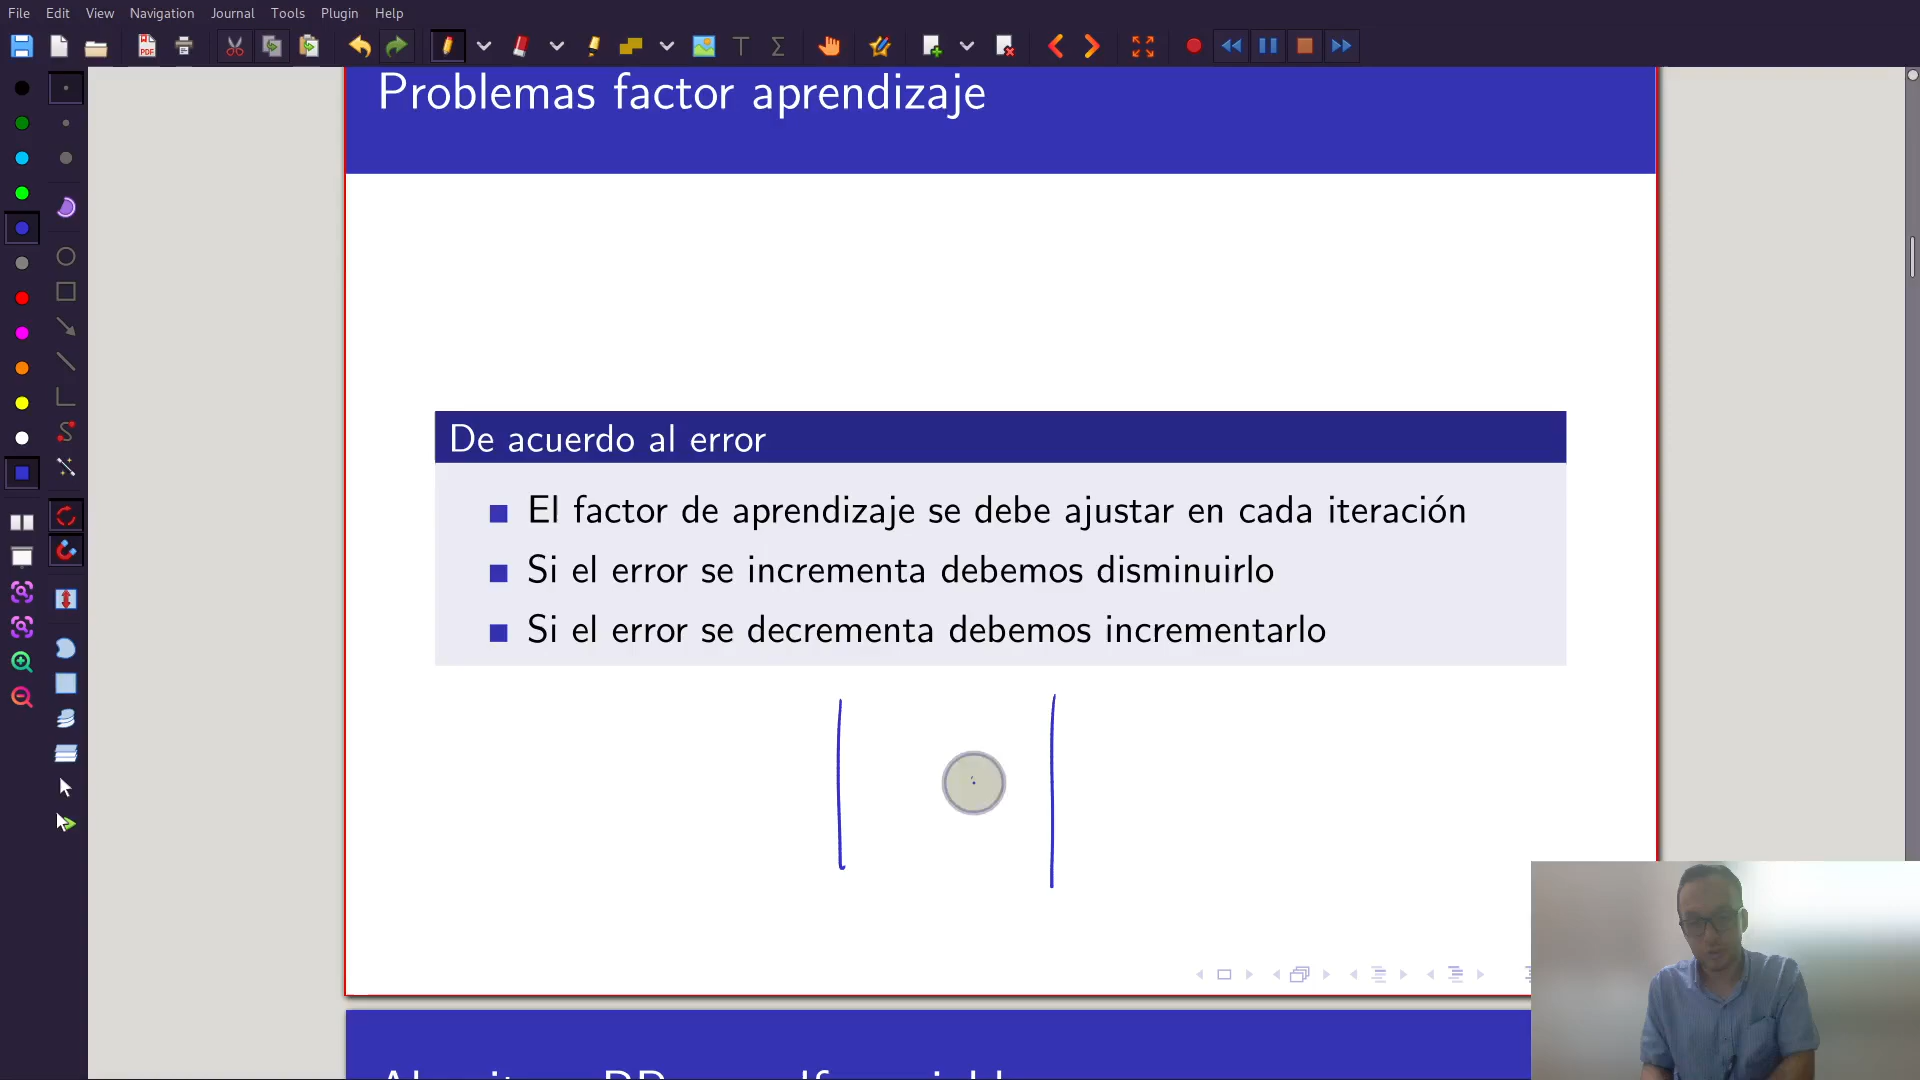 File Edit View Navigation Journal Tools Plugin Help
Problemas factor aprendizaje
De acuerdo al error
El factor de aprendizaje se debe ajustar en cada iteración
Si el error se incrementa debemos disminuirlo
Si el error se decrementa debemos incrementarlo